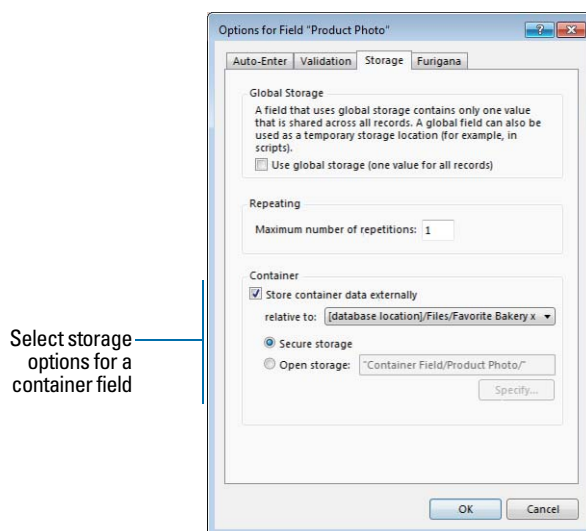 Options for Field "Product Photo"
Auto-Enter Validation Storage Furigana
Global Storage
A field that uses global storage contains only one value
that is shared across all records. A global field can also be
used as a temporary storage location (for example, in
scripts).
Use global storage (one value for all records)
Repeating
Maximum number of repetitions: 1
Container
Store container data externally
relative to: [database location]/Files/Favorite Bakery x
Secure storage
Open storage: "Container Field/Product Photo/"
Specify...
OK Cancel
Select storage
options for a
container field